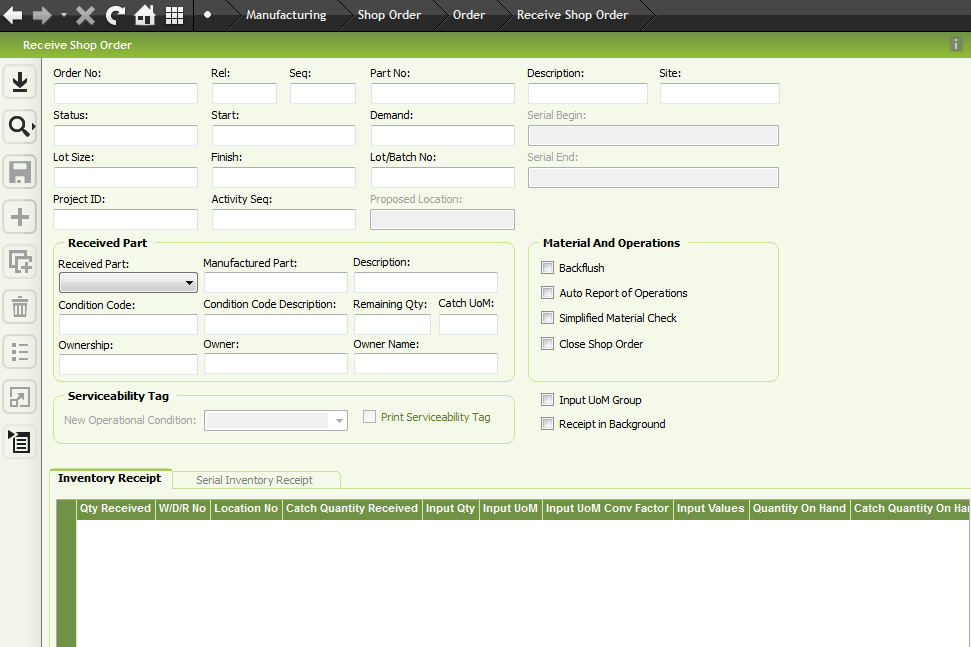 Manufacturing Shop Order Order Receive Shop Order
Receive Shop Order
Order No: Rel: Seq: Part No: Description: Site:
Status: Start: Demand: Serial Begin:
Lot Size: Finish: Lot/Batch No: Serial End:
Project ID: Activity Seq: Proposed Location:
Received Part
Received Part: Manufactured Part: Description:
Condition Code: Condition Code Description: Remaining Qty: Catch UoM:
Ownership: Owner: Owner Name:
Material And Operations
Backflush
Auto Report of Operations
Simplified Material Check
Close Shop Order
Serviceability Tag
New Operational Condition: Print Serviceability Tag
Input UoM Group
Receipt in Background
Inventory Receipt Serial Inventory Receipt
Qty Received W/D/R No Location No Catch Quantity Received Input Qty Input UoM Input UoM Conv Factor Input Values Quantity On Hand Catch Quantity On Han